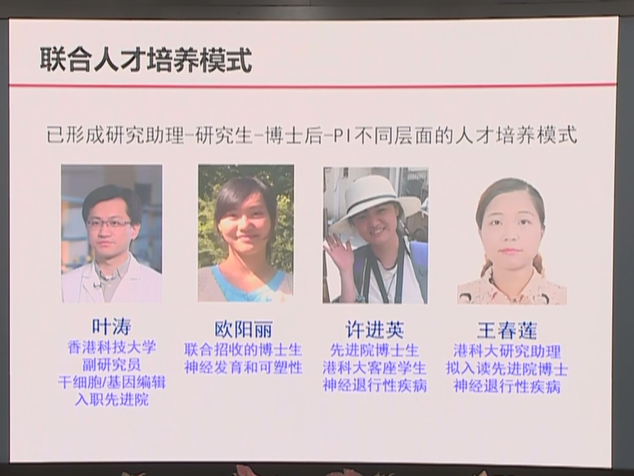 联合人才培养模式
已形成研究助理-研究生-博士后-PI不同层面的人才培养模式
叶涛
香港科技大学
副研究员
干细胞/基因编辑
入职先进院
欧阳丽
联合招收的博士生
神经发育和可塑性
许进英
先进院博士生
港科大客座学生
神经退行性疾病
王春莲
港科大研究助理
拟入读先进院博士
神经退行性疾病